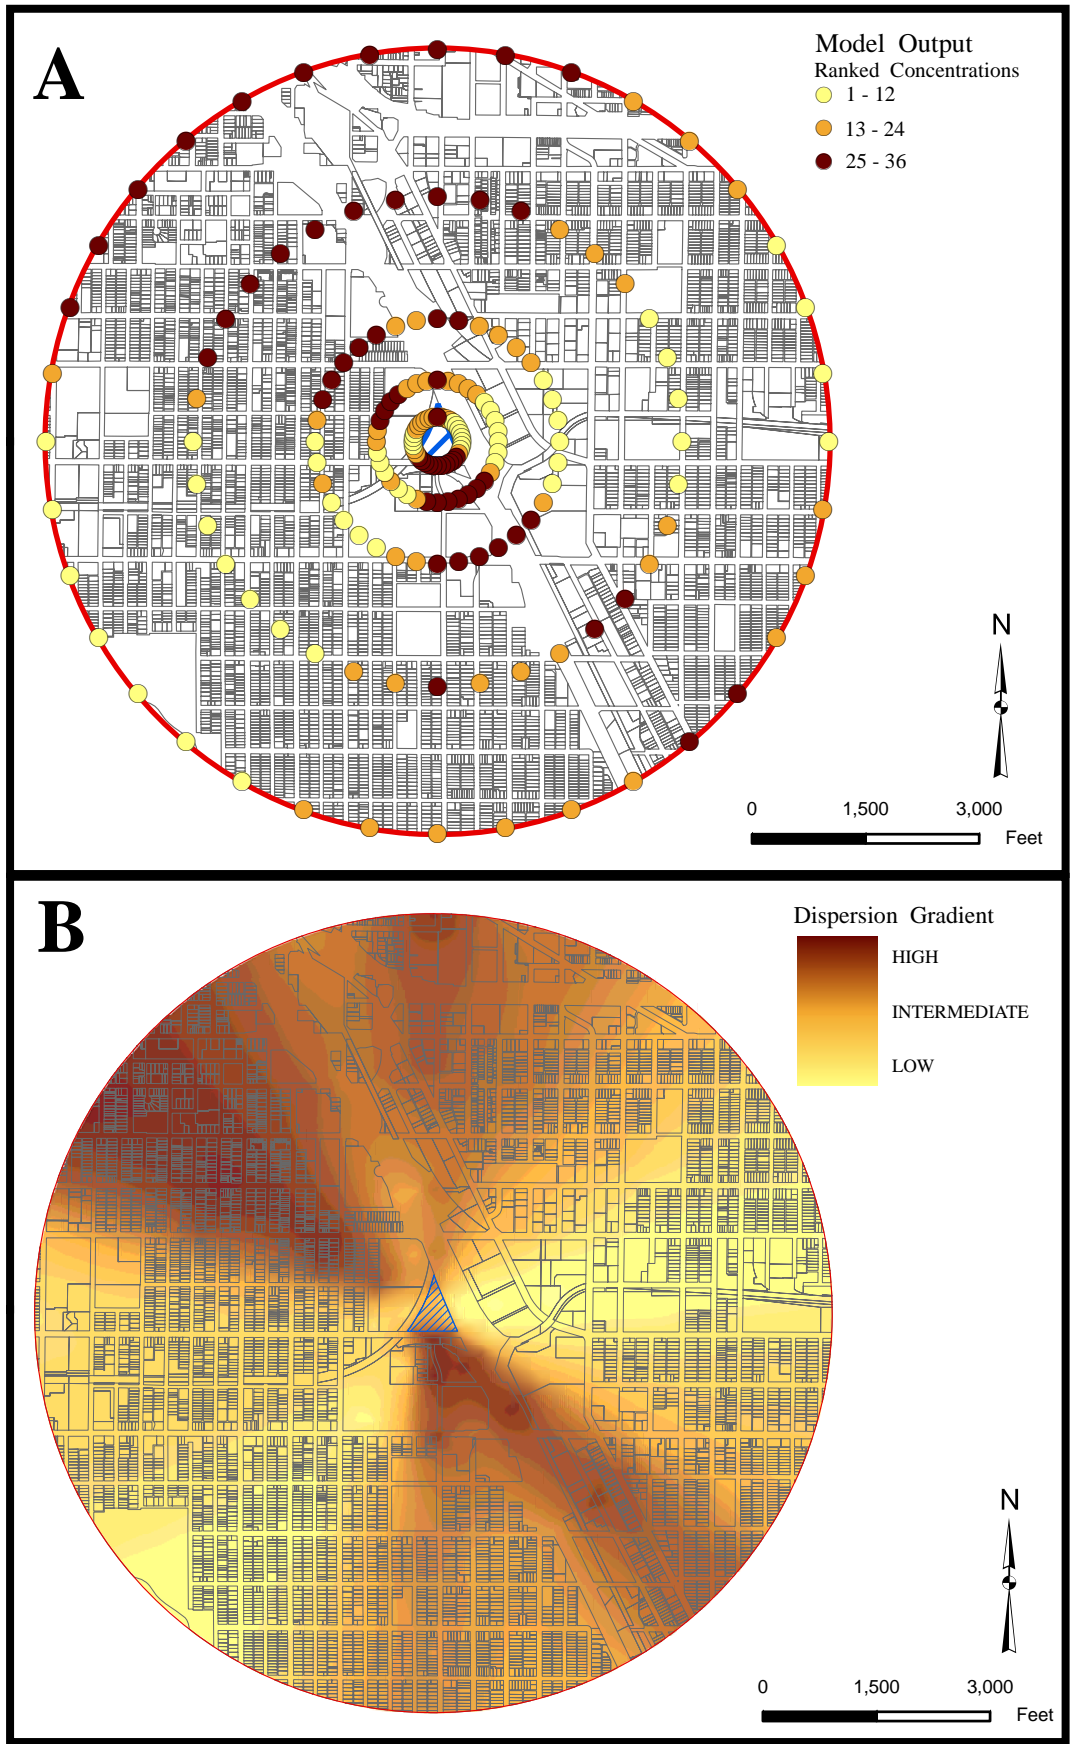 A
Model Output
Ranked Concentrations
1 - 12
13 - 24
25 - 36
N
0 1,500 3,000
Feet
B
Dispersion Gradient
HIGH
INTERMEDIATE
LOW
N
0 1,500 3,000
Feet